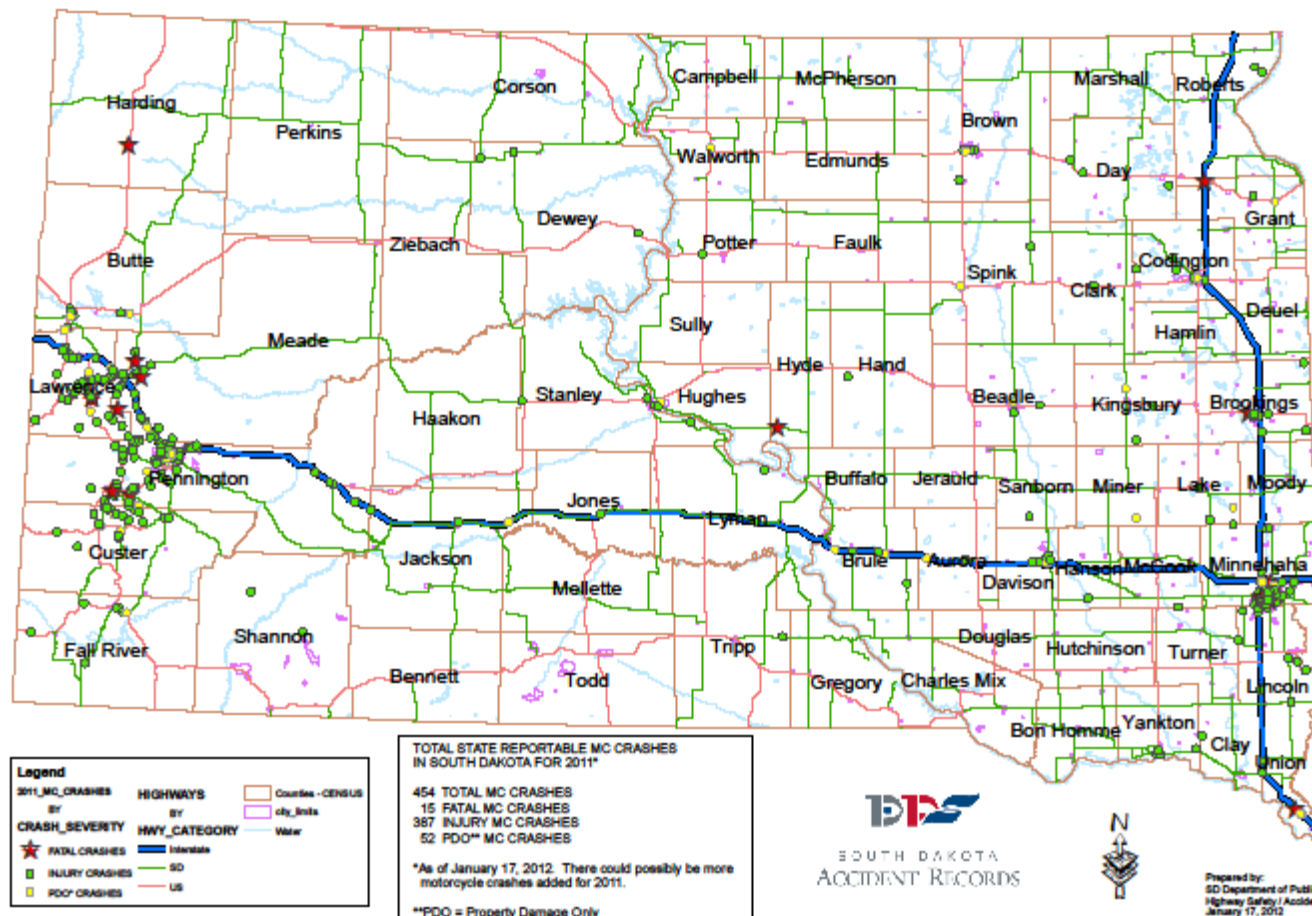 Harding
Perkins
Corson
Campbell
McPherson
Marshall
Roberts
Brown
Walworth
Edmunds
Day
Grant
Dewey
Ziebach
Potter
Faulk
Butte
Codington
Spink
Clark
Deuel
Hamlin
Sully
Meade
Hyde
Hand
Lawrence
Stanley
Hughes
Beadle
Kingsbury
Brookings
Haakon
Pennington
Buffalo
Jerauld
Sanborn
Miner
Lake
Moody
Jones
Lyman
Custer
Jackson
Brule
Aurora
Davison
Hanson
McCook
Minnehaha
Mellette
Shannon
Fall River
Tripp
Douglas
Hutchinson
Turner
Bennett
Todd
Gregory
Charles Mix
Lincoln
Bon Homme
Yankton
Clay
Union
Legend
2011_MC_CRASHES
BY
CRASH_SEVERITY
FATAL CRASHES
INJURY CRASHES
PDO* CRASHES
HIGHWAYS
BY
HWY_CATEGORY
Interstate
SD
US
Counties - CENSUS
city_limits
Water
TOTAL STATE REPORTABLE MC CRASHES
IN SOUTH DAKOTA FOR 2011*
454 TOTAL MC CRASHES
15 FATAL MC CRASHES
387 INJURY MC CRASHES
52 PDO** MC CRASHES
*As of January 17, 2012. There could possibly be more
motorcycle crashes added for 2011.
**PDO = Property Damage Only
DPS
SOUTH DAKOTA
ACCIDENT RECORDS
N
Prepared by:
SD Department of Publi
Highway Safety / Accid
January 17, 2012